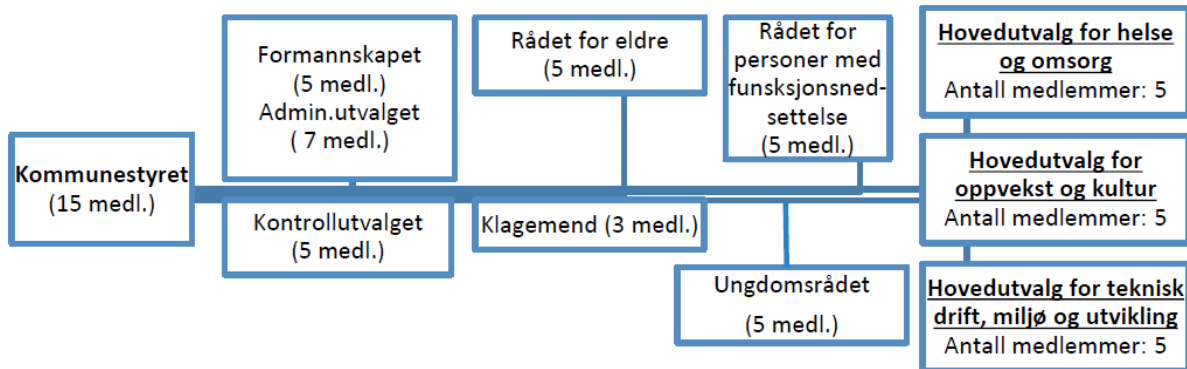 Kommunestyret
(15 medl.)
Formannskapet
(5 medl.)
Admin.utvalget
( 7 medl.)
Kontrollutvalget
(5 medl.)
Rådet for eldre
(5 medl.)
Klagemend (3 medl.)
Rådet for
personer med
funsksjonsned-
settelse
(5 medl.)
Ungdomsrådet
(5 medl.)
Hovedutvalg for helse
og omsorg
Antall medlemmer: 5
Hovedutvalg for
oppvekst og kultur
Antall medlemmer: 5
Hovedutvalg for teknisk
drift, miljø og utvikling
Antall medlemmer: 5